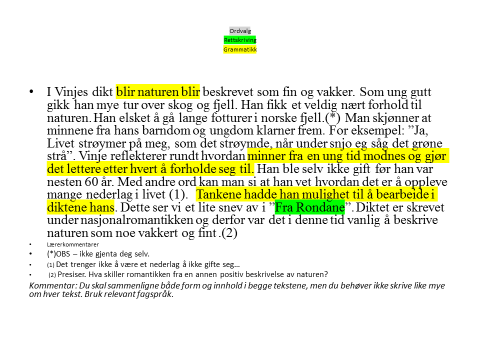 Ordvalg
Rettskriving
Grammatikk
• I Vinjes dikt blir naturen blir beskrevet som fin og vakker. Som ung gutt
gikk han mye tur over skog og fjell. Han fikk et veldig nært forhold til
naturen. Han elsket å gå lange fotturer i norske fjell.(*) Man skjønner at
minnene fra hans barndom og ungdom klarner frem. For eksempel: ”Ja,
Livet strøymer på meg, som det strøymde, når under snjo eg såg det grøne
strå”. Vinje reflekterer rundt hvordan minner fra en ung tid modnes og gjør
det lettere etter hvert å forholde seg til. Han ble selv ikke gift før han var
nesten 60 år. Med andre ord kan man si at han vet hvordan det er å oppleve
mange nederlag i livet (1). Tankene hadde han mulighet til å bearbeide i
diktene hans. Dette ser vi et lite snev av i ”Fra Rondane”. Diktet er skrevet
under nasjonalromantikken og derfor var det i denne tid vanlig å beskrive
naturen som noe vakkert og fint .(2)
• Lærerkommentarer
• (*)OBS – ikke gjenta deg selv.
• (1) Det trenger ikke å være et nederlag å ikke gifte seg…
• (2) Presiser. Hva skiller romantikken fra en annen positiv beskrivelse av naturen?
Kommentar: Du skal sammenligne både form og innhold i begge tekstene, men du behøver ikke skrive like mye
om hver tekst. Bruk relevant fagspråk.